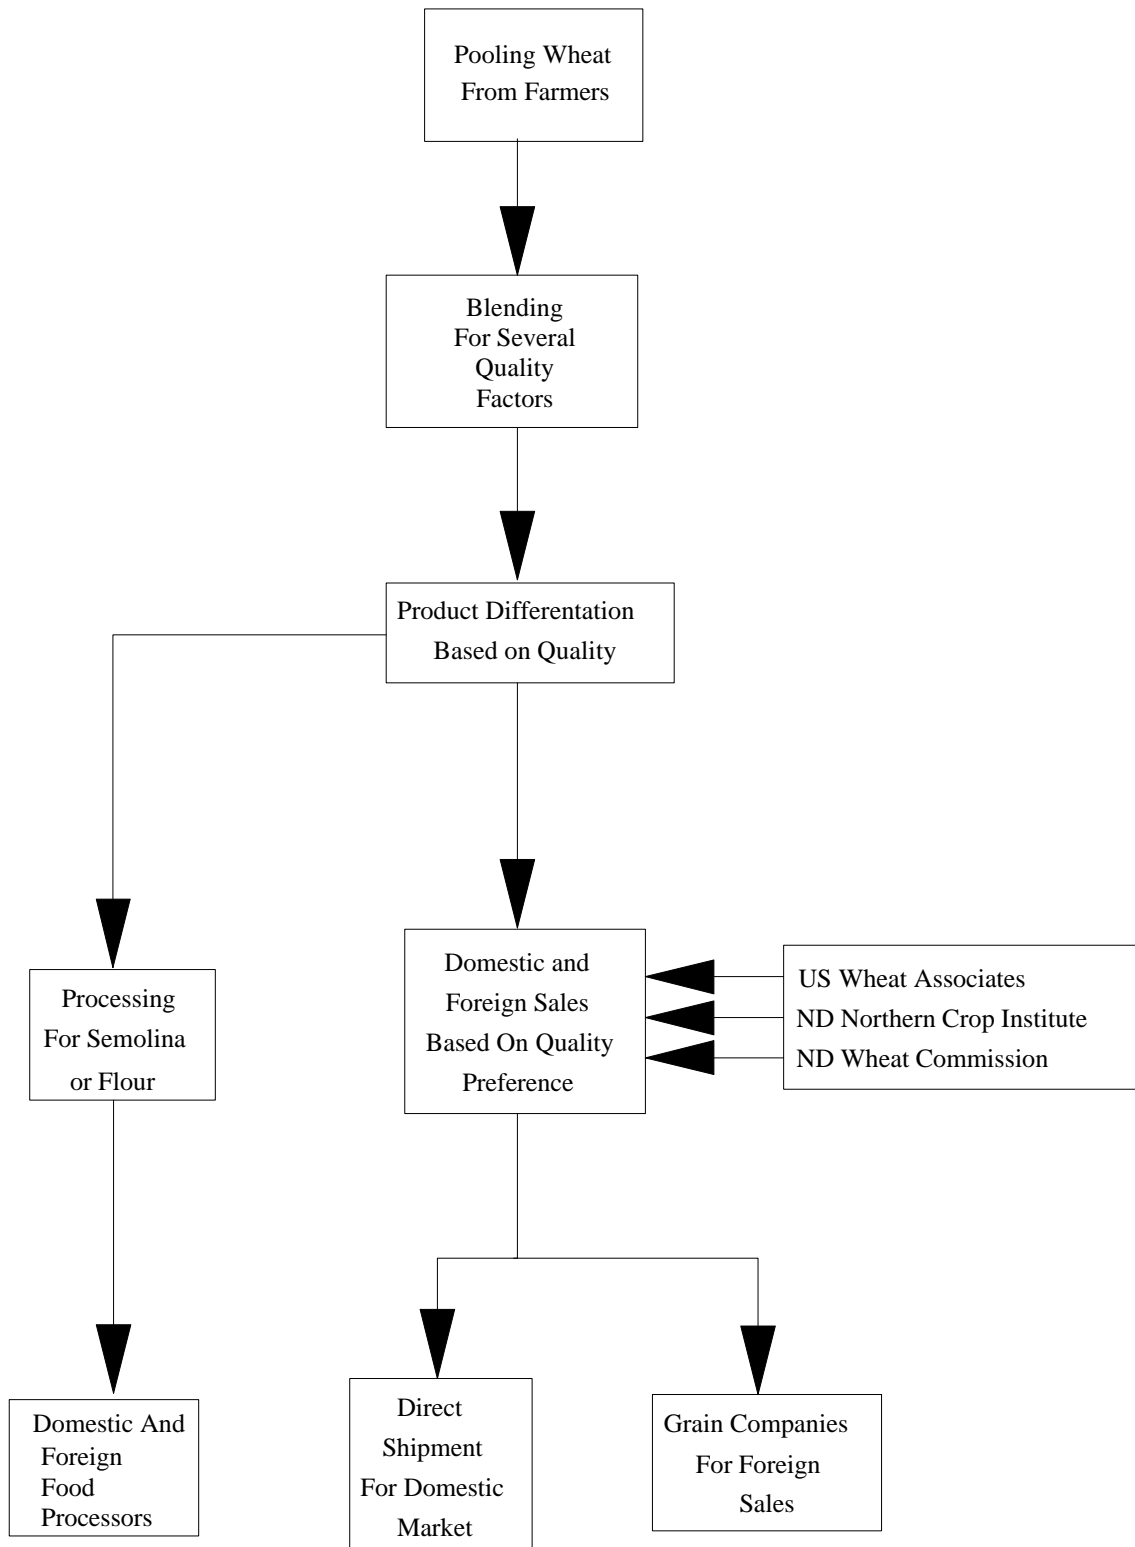 Pooling Wheat
From Farmers
Blending
For Several
Quality
Factors
Product Differentation
Based on Quality
Domestic and
Foreign Sales
Based On Quality
Preference
US Wheat Associates
ND Northern Crop Institute
ND Wheat Commission
Processing
For Semolina
or Flour
Domestic And
Foreign
Food
Processors
Direct
Shipment
For Domestic
Market
Grain Companies
For Foreign
Sales